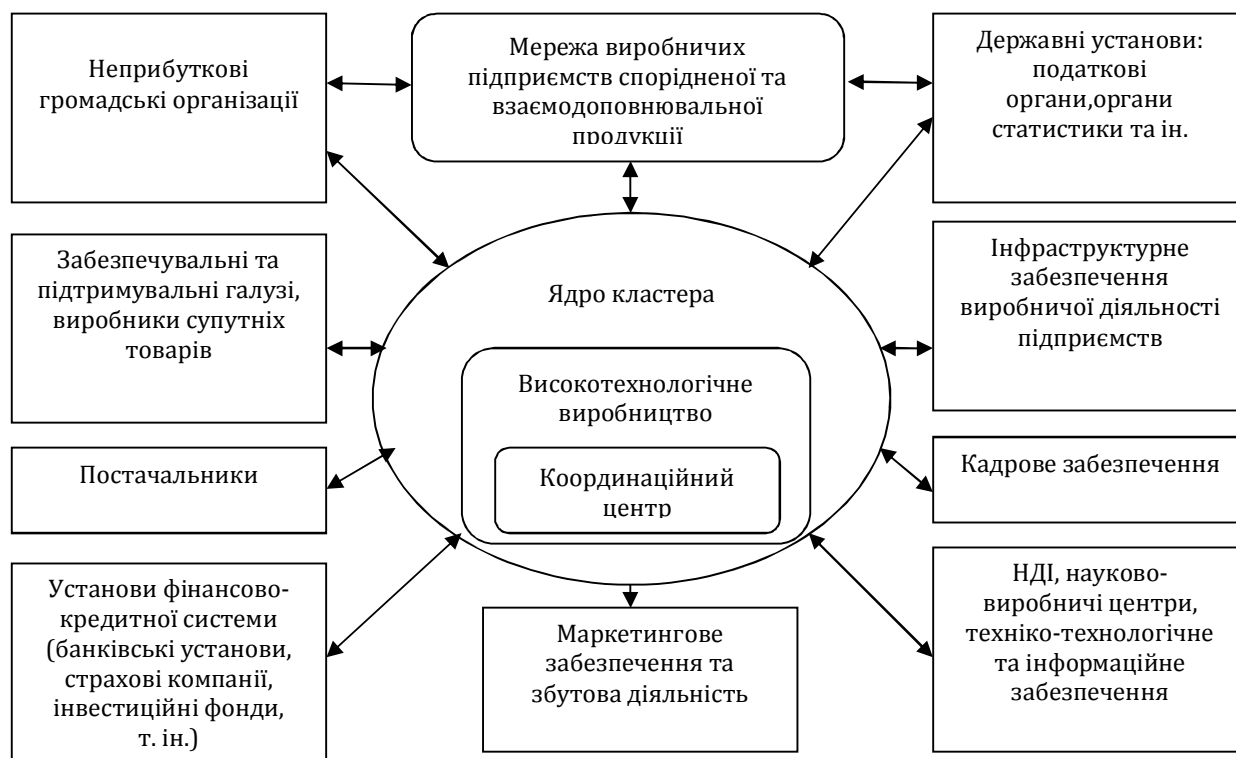 Неприбуткові
громадські організації
Мережа виробничих
підприємств спорідненої та
взаємодоповнювальної
продукції
Державні установи:
податкові
органи,органи
статистики та ін.
Забезпечувальні та
підтримувальні галузі,
виробники супутніх
товарів
Ядро кластера
Інфраструктурне
забезпечення
виробничої діяльності
підприємств
Високотехнологічне
виробництво
Координаційний
центр
Постачальники
Кадрове забезпечення
Установи фінансово-
кредитної системи
(банківські установи,
страхові компанії,
інвестиційні фонди,
т. ін.)
Маркетингове
забезпечення та
збутова діяльність
НДІ, науково-
виробничі центри,
техніко-технологічне
та інформаційне
забезпечення